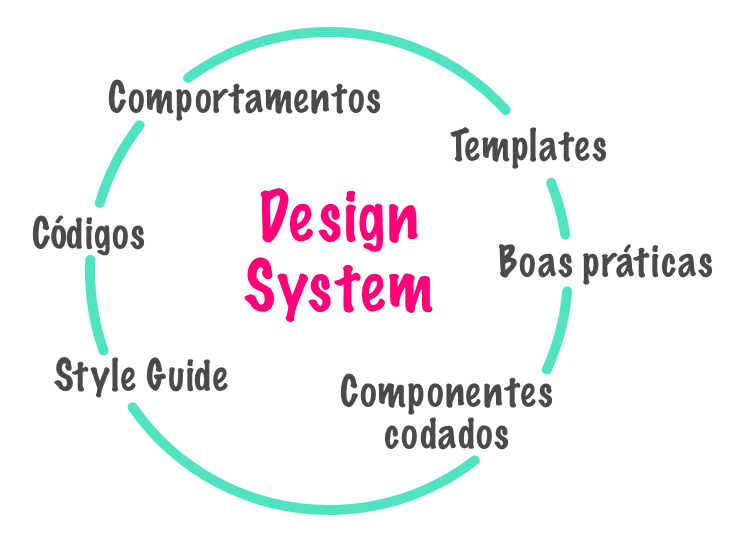 Comportamentos
Templates
Design
System
Códigos
Boas práticas
Style Guide
Componentes
codados